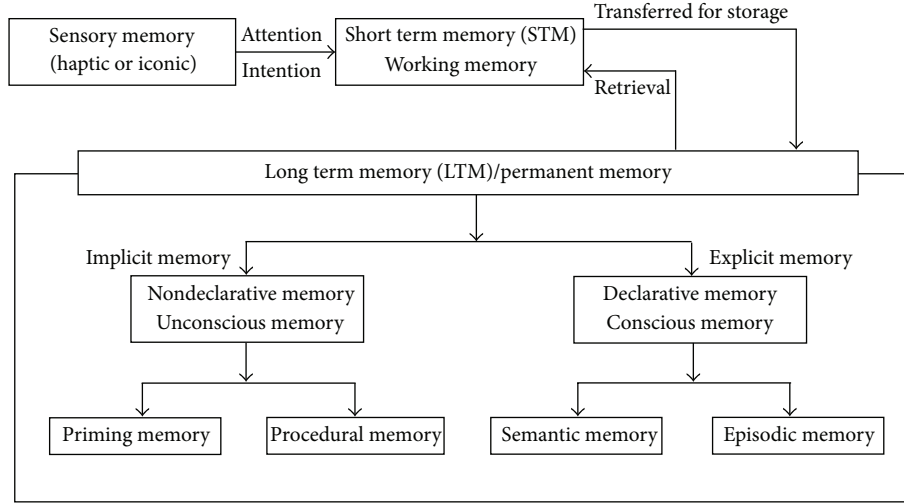 Transferred for storage
Sensory memory
(haptic or iconic)
Attention
Intention
Short term memory (STM)
Working memory
Retrieval
Long term memory (LTM)/permanent memory
Implicit memory
Explicit memory
Nondeclarative memory
Unconscious memory
Declarative memory
Conscious memory
Priming memory
Procedural memory
Semantic memory
Episodic memory